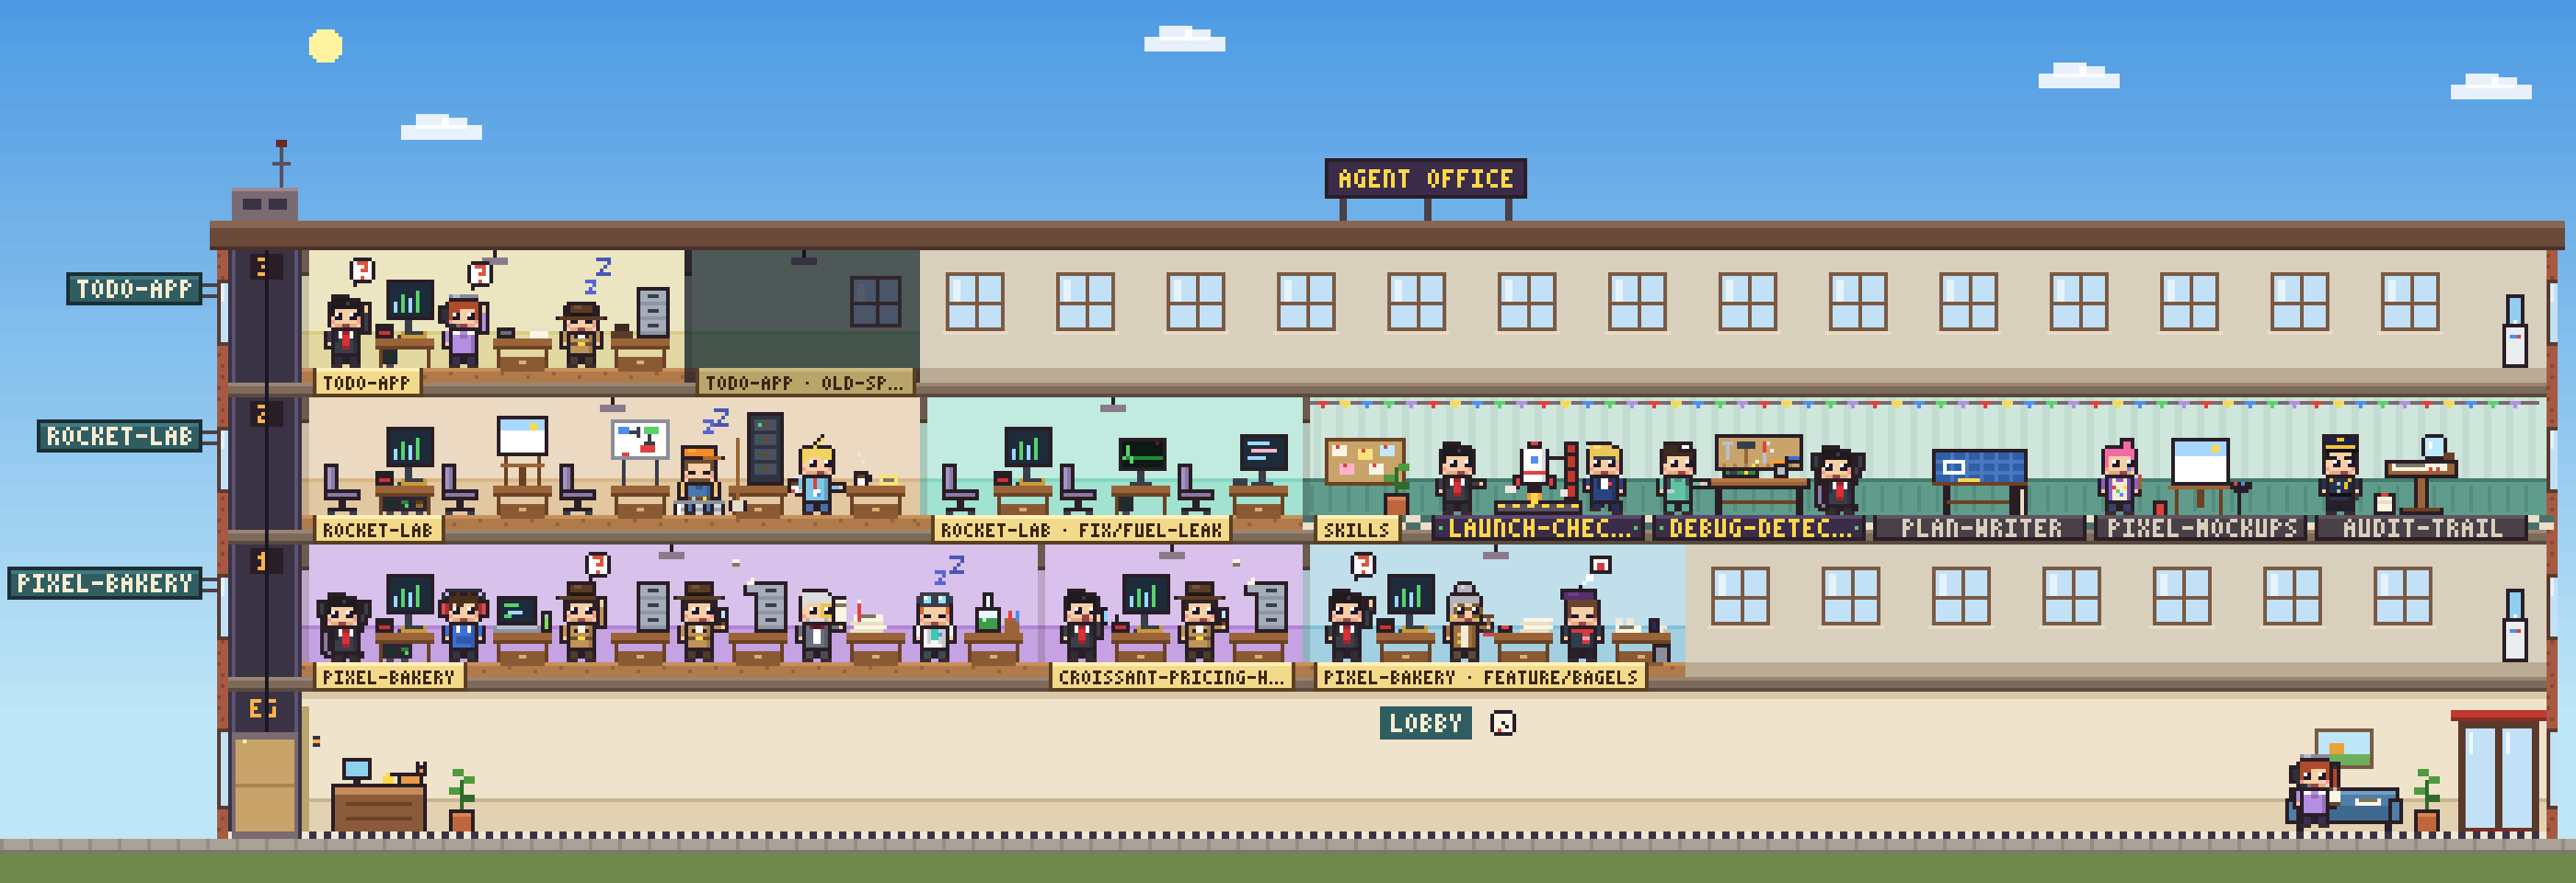 AGENT OFFICE
3
TODO-APP
? ? Z Z
TODO-APP
TODO-APP · OLD-SP...
2
ROCKET-LAB
Z Z
ROCKET-LAB
ROCKET-LAB · FIX/FUEL-LEAK
SKILLS
LAUNCH-CHEC...
DEBUG-DETEC...
PLAN-WRITER
PIXEL-MOCKUPS
AUDIT-TRAIL
1
PIXEL-BAKERY
? Z Z ?
PIXEL-BAKERY
CROISSANT-PRICING-H...
PIXEL-BAKERY · FEATURE/BAGELS
EG
LOBBY